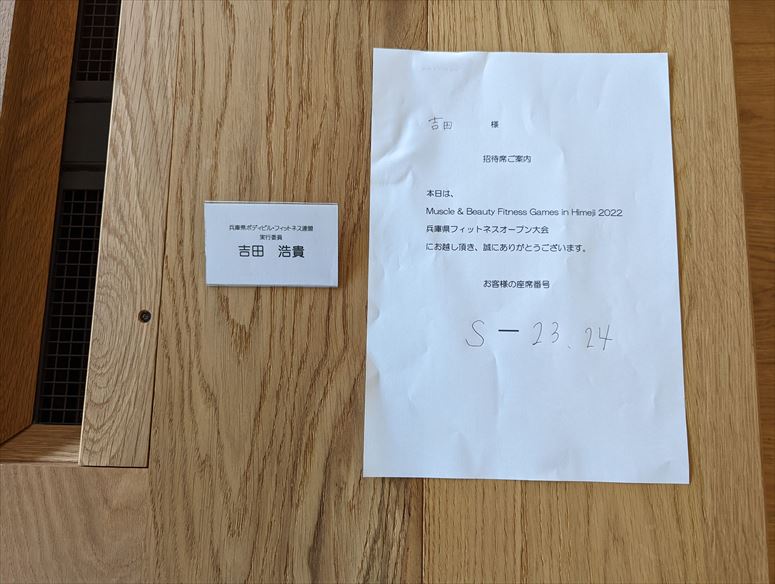 兵庫県ボディビル・フィットネス連盟
実行委員
吉田　浩貴
吉田　様
招待席ご案内
本日は、
Muscle & Beauty Fitness Games in Himeji 2022
兵庫県フィットネスオープン大会
にお越し頂き、誠にありがとうございます。
お客様の座席番号
S ー 23、24